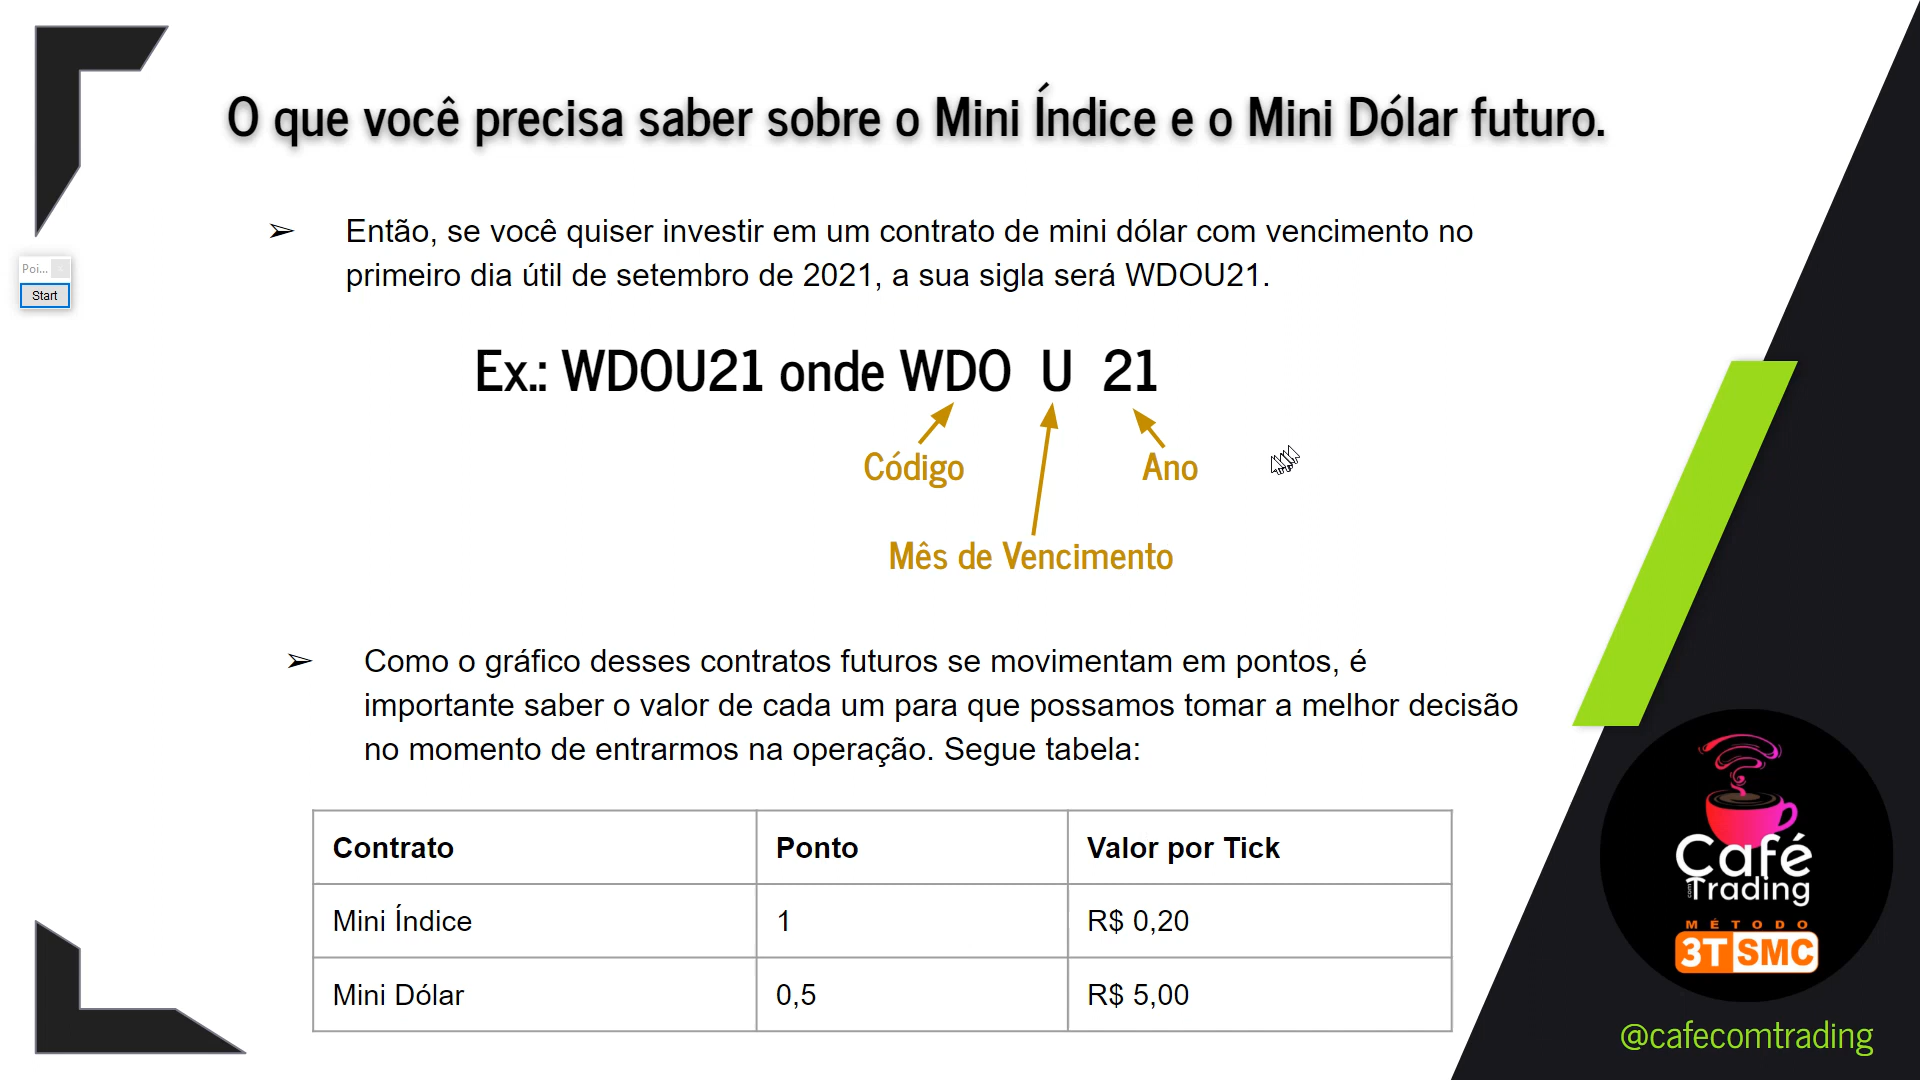 O que você precisa saber sobre o Mini Índice e o Mini Dólar futuro.
➢ Então, se você quiser investir em um contrato de mini dólar com vencimento no
primeiro dia útil de setembro de 2021, a sua sigla será WDOU21.
Poi...
Start
Ex.: WDOU21 onde WDO U 21
Código Ano
Mês de Vencimento
➢ Como o gráfico desses contratos futuros se movimentam em pontos, é
importante saber o valor de cada um para que possamos tomar a melhor decisão
no momento de entrarmos na operação. Segue tabela:
Contrato Ponto Valor por Tick
Mini Índice 1 R$ 0,20
Mini Dólar 0,5 R$ 5,00
Café
com Trading
MÉTODO
3T SMC
@cafecomtrading